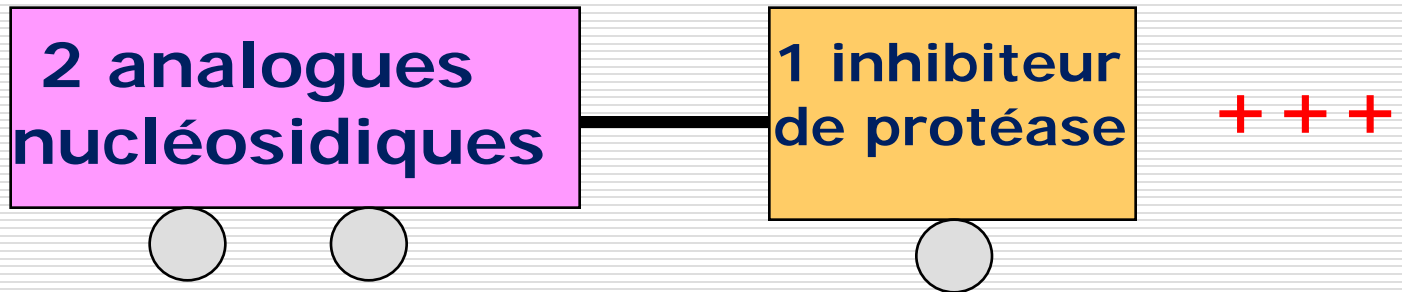 2 analogues
nucléosidiques
1 inhibiteur
de protéase
+ + +